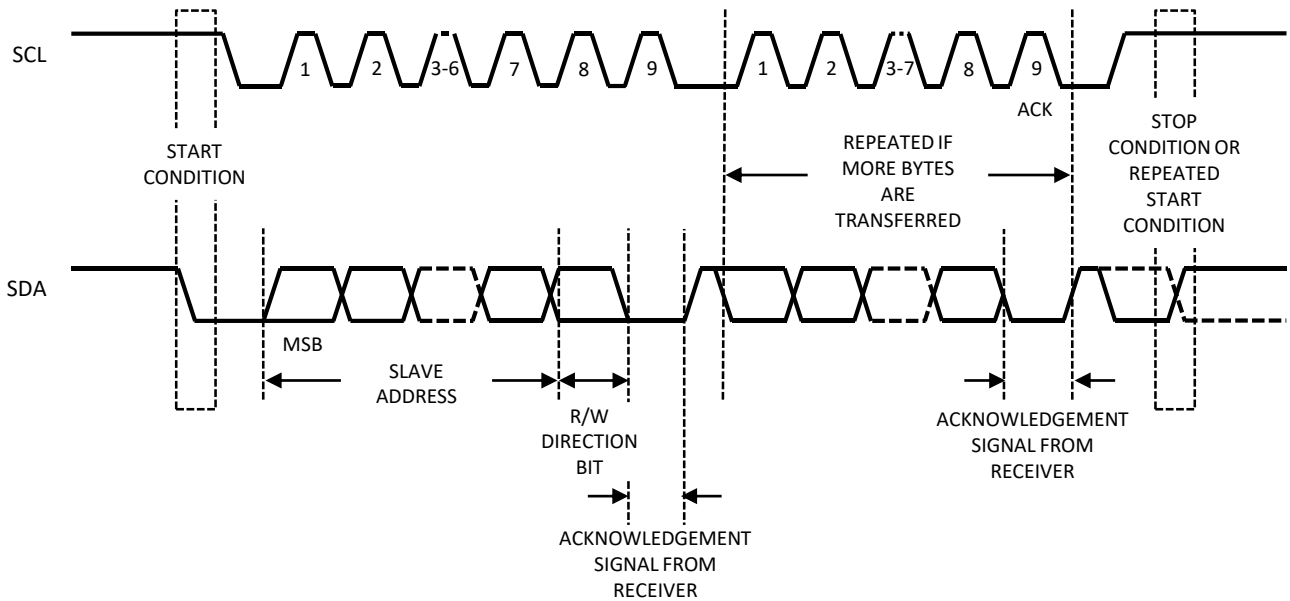 SCL
1
2
3-6
7
8
9
1
2
3-7
8
9
ACK
START
CONDITION
REPEATED IF
MORE BYTES
ARE
TRANSFERRED
STOP
CONDITION OR
REPEATED
START
CONDITION
SDA
MSB
SLAVE
ADDRESS
R/W
DIRECTION
BIT
ACKNOWLEDGEMENT
SIGNAL FROM
RECEIVER
ACKNOWLEDGEMENT
SIGNAL FROM
RECEIVER